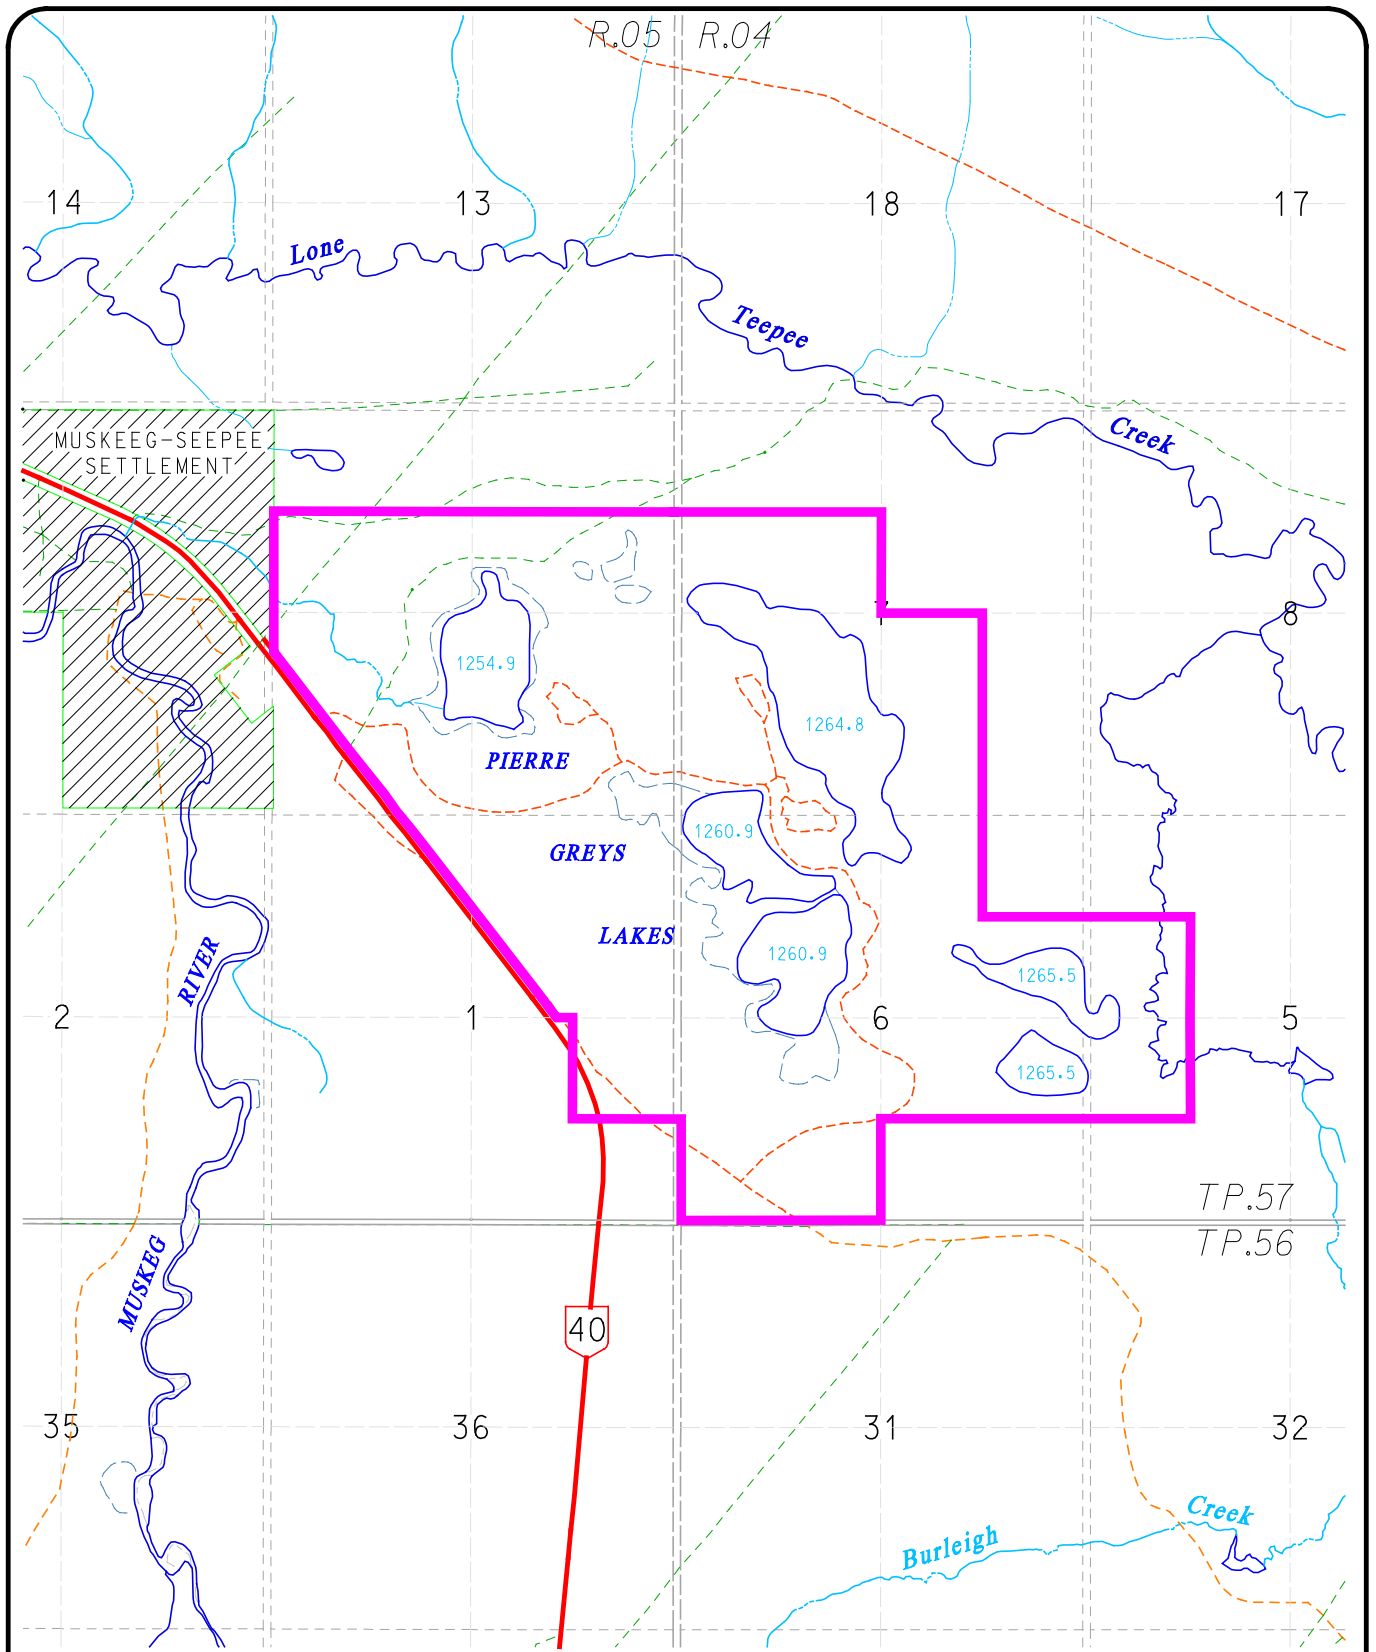 R.05 R.04
14 13 18 17
Lone
Teepee
Creek
MUSKEEG-SEEPEE
SETTLEMENT
7 8
1254.9
1264.8
PIERRE
1260.9
GREYS
LAKES
1260.9
RIVER
1265.5
2 1 6 5
1265.5
TP.57
TP.56
MUSKEG
40
35 36 31 32
Creek
Burleigh